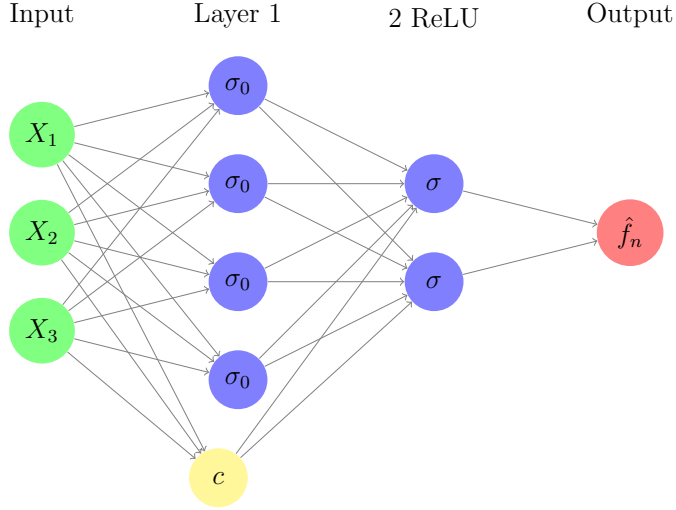 Input
Layer 1
2 ReLU
Output
X₁
X₂
X₃
σ₀
σ₀
σ₀
σ₀
c
σ
σ
f̂ₙ